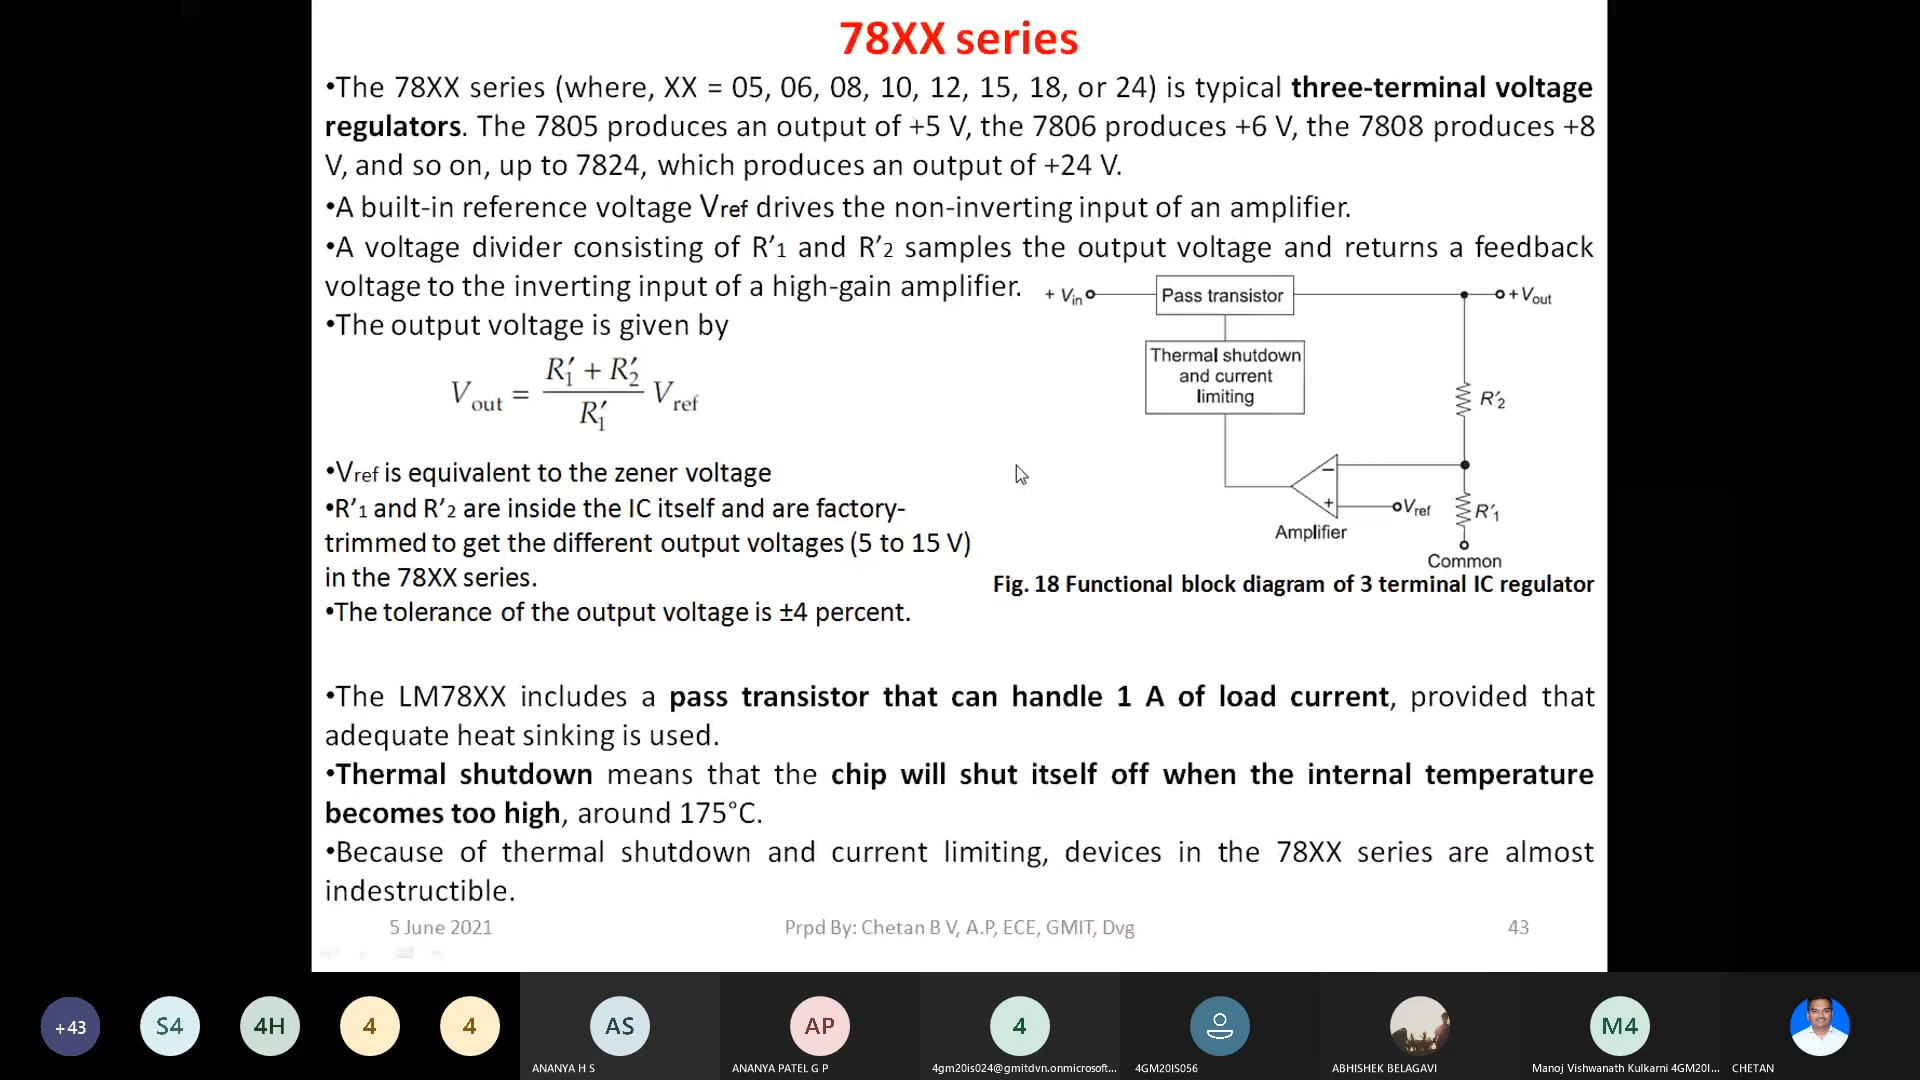 78XX series
•The 78XX series (where, XX = 05, 06, 08, 10, 12, 15, 18, or 24) is typical three-terminal voltage
regulators. The 7805 produces an output of +5 V, the 7806 produces +6 V, the 7808 produces +8
V, and so on, up to 7824, which produces an output of +24 V.
•A built-in reference voltage Vref drives the non-inverting input of an amplifier.
•A voltage divider consisting of R’1 and R’2 samples the output voltage and returns a feedback
voltage to the inverting input of a high-gain amplifier.
•The output voltage is given by
Vout = (R′1 + R′2) / R′1 Vref
•Vref is equivalent to the zener voltage
•R’1 and R’2 are inside the IC itself and are factory-
trimmed to get the different output voltages (5 to 15 V)
in the 78XX series.
•The tolerance of the output voltage is ±4 percent.
+ Vin
Pass transistor
+Vout
Thermal shutdown
and current
limiting
R′2
−
+
Vref
R′1
Amplifier
Common
Fig. 18 Functional block diagram of 3 terminal IC regulator
•The LM78XX includes a pass transistor that can handle 1 A of load current, provided that
adequate heat sinking is used.
•Thermal shutdown means that the chip will shut itself off when the internal temperature
becomes too high, around 175°C.
•Because of thermal shutdown and current limiting, devices in the 78XX series are almost
indestructible.
5 June 2021
Prpd By: Chetan B V, A.P, ECE, GMIT, Dvg
43
+43
S4
4H
4
4
AS
ANANYA H S
AP
ANANYA PATEL G P
4
4gm20is024@gmitdvn.onmicrosoft...
4GM20IS056
ABHISHEK BELAGAVI
M4
Manoj Vishwanath Kulkarni 4GM20I...
CHETAN